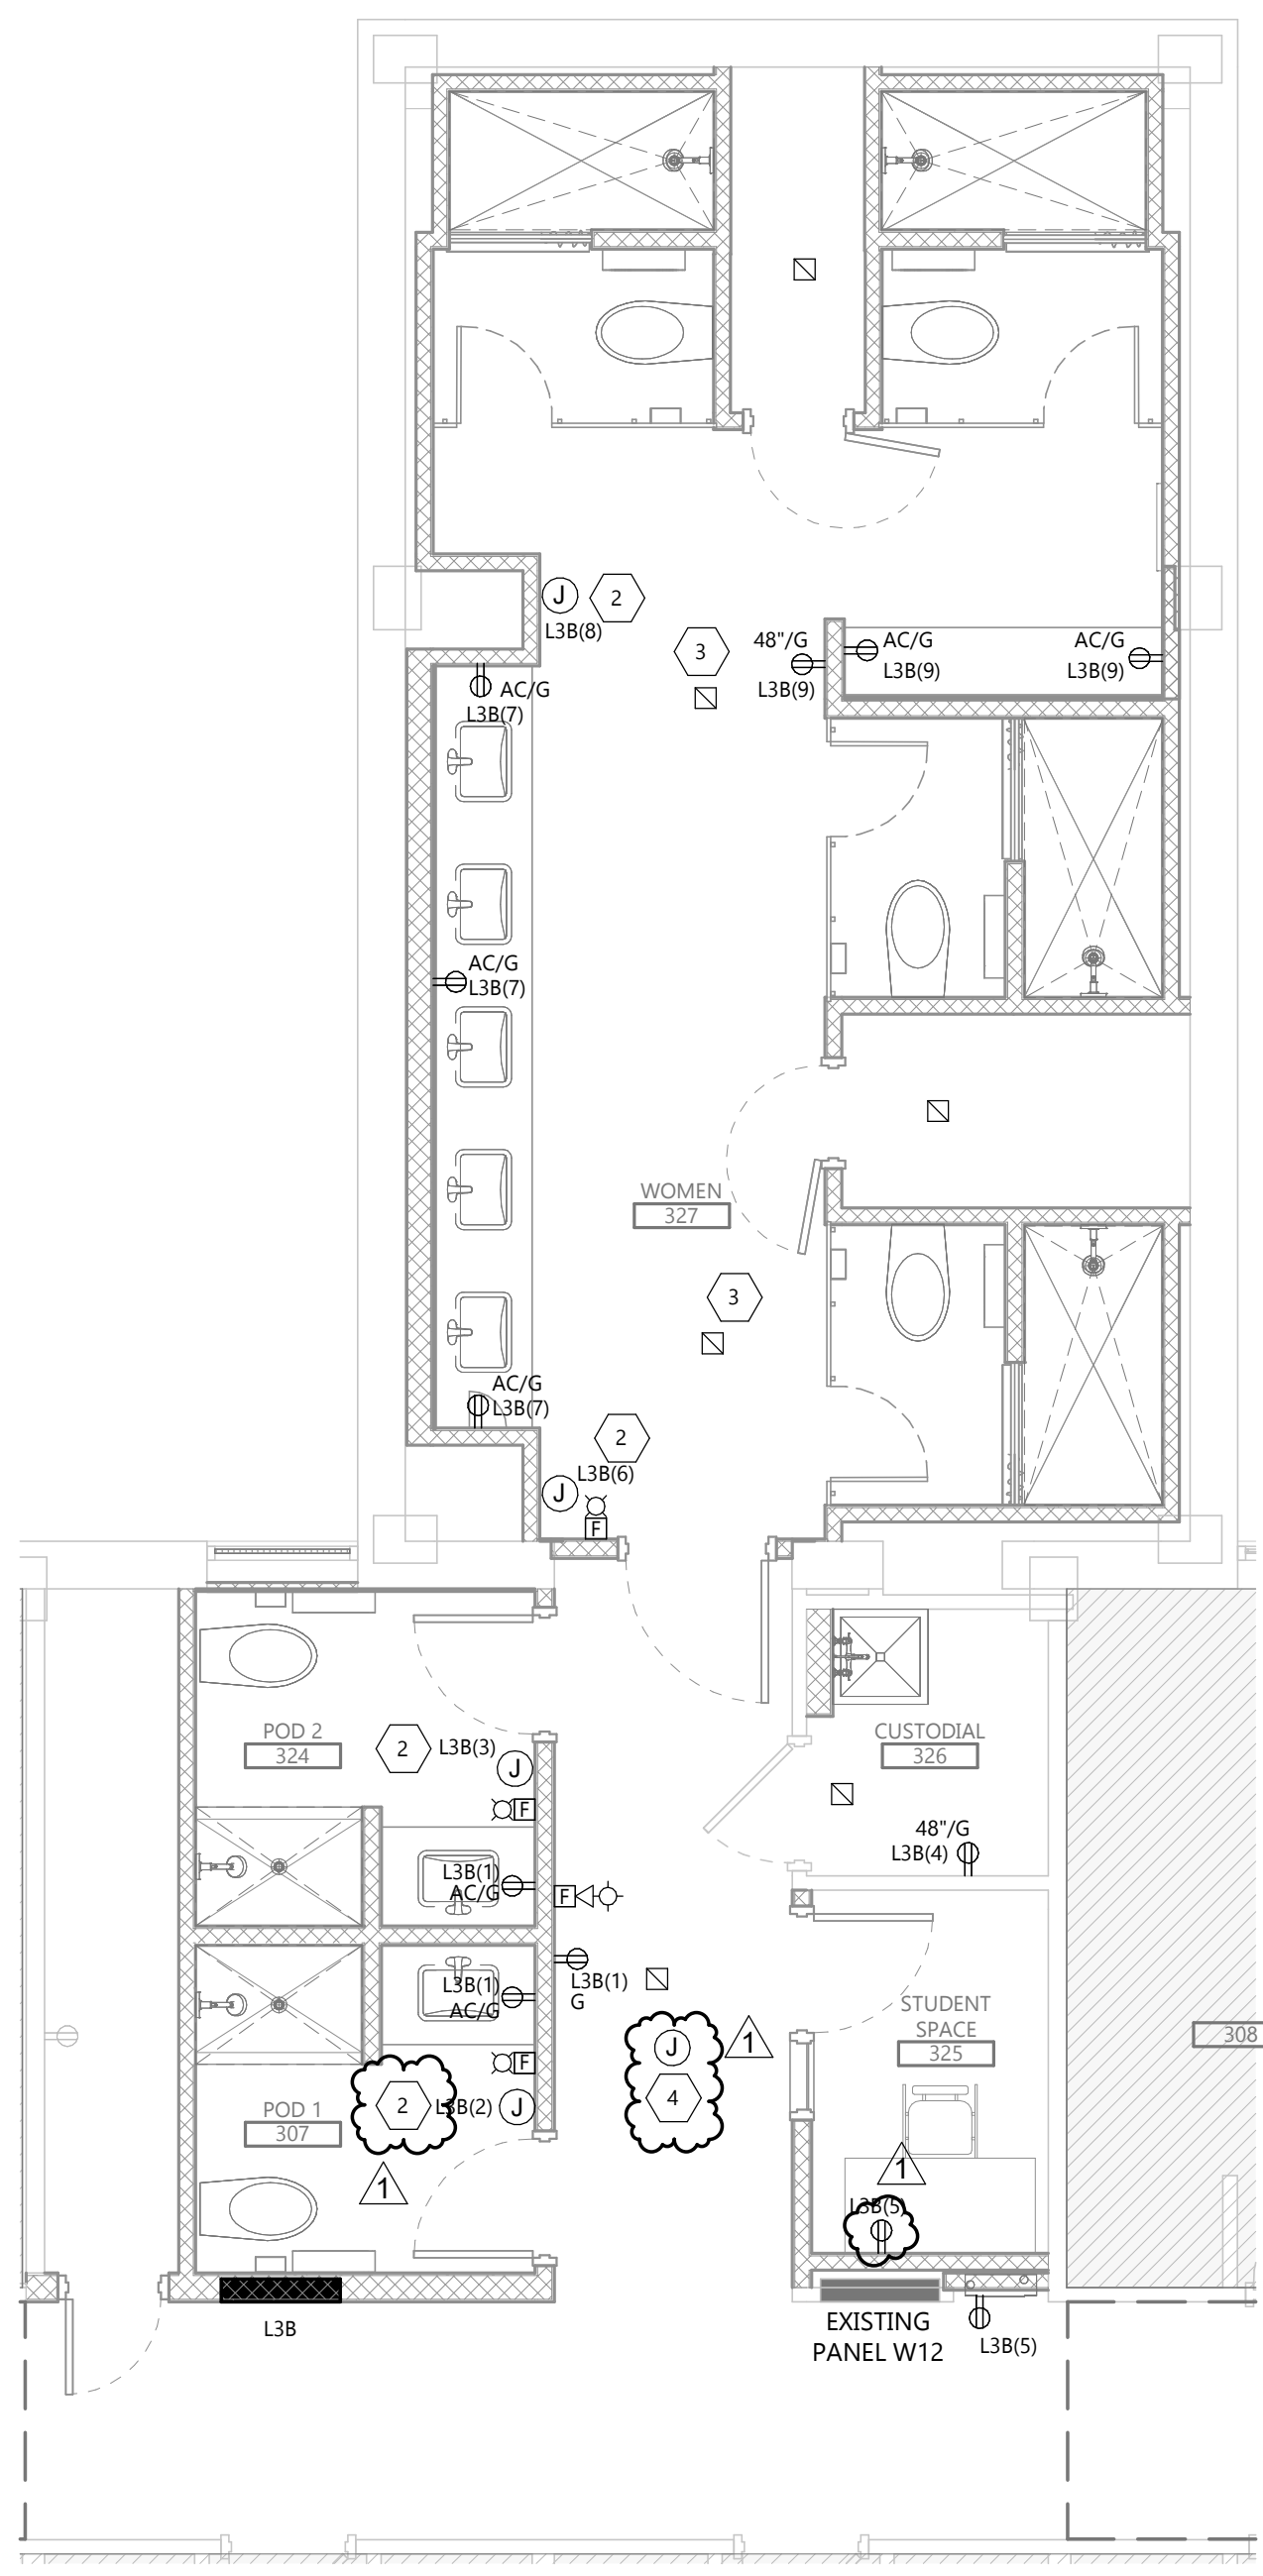 J
2
L3B(8)
3
48"/G
L3B(9)
AC/G
L3B(9)
AC/G
L3B(9)
AC/G
L3B(7)
AC/G
L3B(7)
WOMEN
327
3
AC/G
L3B(7)
2
L3B(6)
J
F
POD 2
324
2
L3B(3)
J
F
CUSTODIAL
326
48"/G
L3B(4)
L3B(1)
AC/G
F
L3B(1)
G
L3B(1)
AC/G
STUDENT
SPACE
325
308
J
1
4
F
POD 1
307
2
L3B(2)
J
1
1
L3B(5)
L3B
EXISTING
PANEL W12
L3B(5)